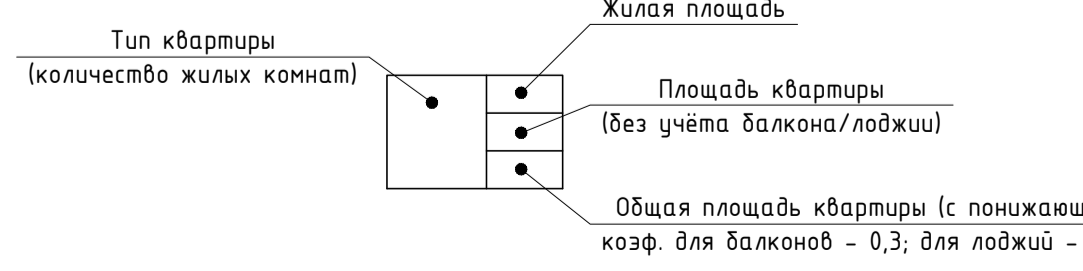 Жилая площадь
Тип квартиры
(количество жилых комнат)
Площадь квартиры
(без учёта балкона/лоджии)
Общая площадь квартиры (с понижающ
коэф. для балконов - 0,3; для лоджий -